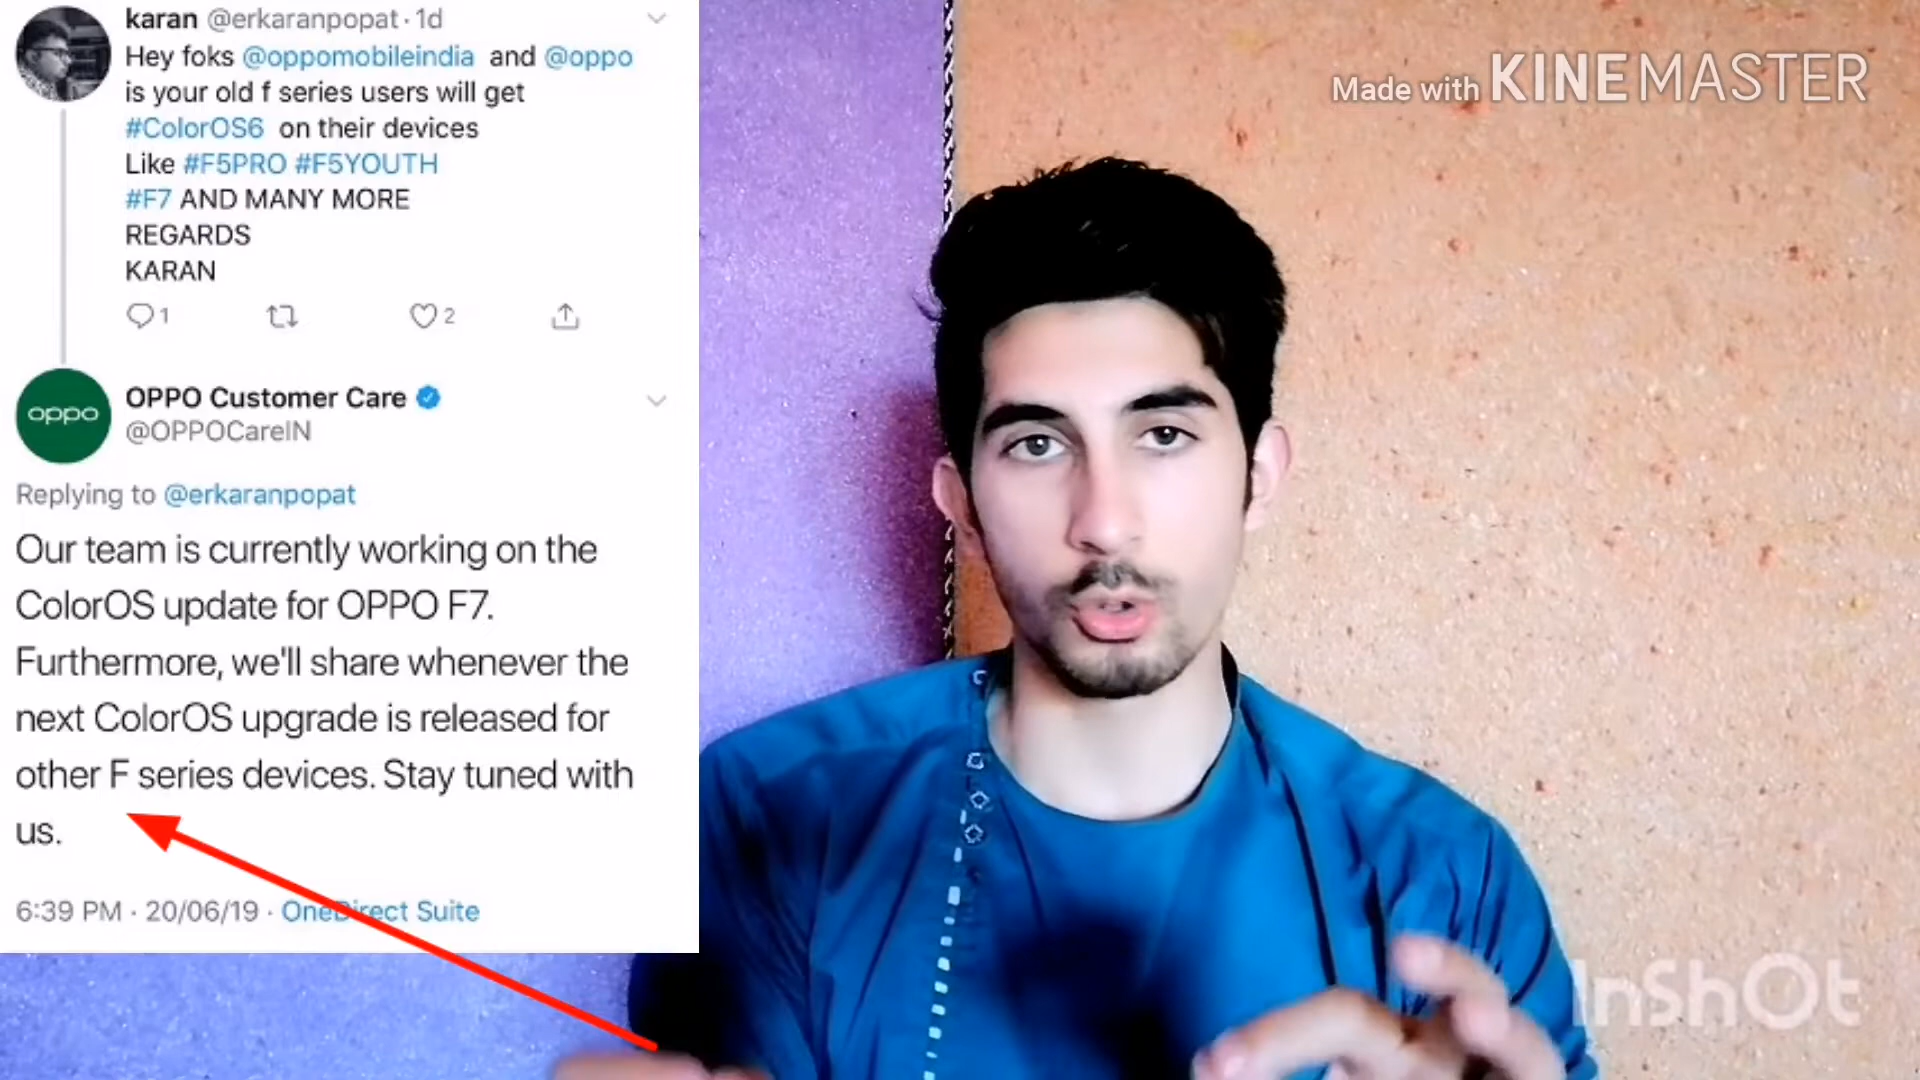 karan @erkaranpopat · 1d
Hey foks @oppomobileindia and @oppo
is your old f series users will get
#ColorOS6 on their devices
Like #F5PRO #F5YOUTH
#F7 AND MANY MORE
REGARDS
KARAN
1 2
oppo
OPPO Customer Care
@OPPOCareIN
Replying to @erkaranpopat
Our team is currently working on the
ColorOS update for OPPO F7.
Furthermore, we'll share whenever the
next ColorOS upgrade is released for
other F series devices. Stay tuned with
us.
6:39 PM · 20/06/19 · OneDirect Suite
Made with KINEMASTER
InShOt